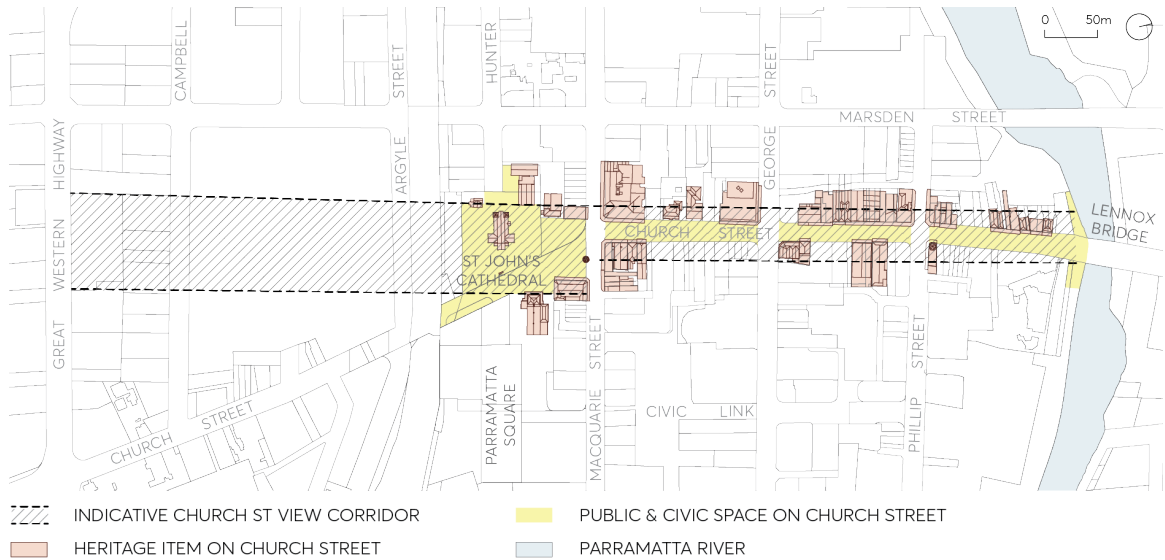 0 50m
CAMPBELL
STREET
HUNTER
STREET
MARSDEN STREET
GREAT WESTERN HIGHWAY
ARGYLE
GEORGE
LENNOX
BRIDGE
CHURCH STREET
ST JOHN'S
CATHEDRAL
CHURCH STREET
PARRAMATTA
SQUARE
MACQUARIE STREET
CIVIC LINK
PHILLIP STREET
INDICATIVE CHURCH ST VIEW CORRIDOR
PUBLIC & CIVIC SPACE ON CHURCH STREET
HERITAGE ITEM ON CHURCH STREET
PARRAMATTA RIVER